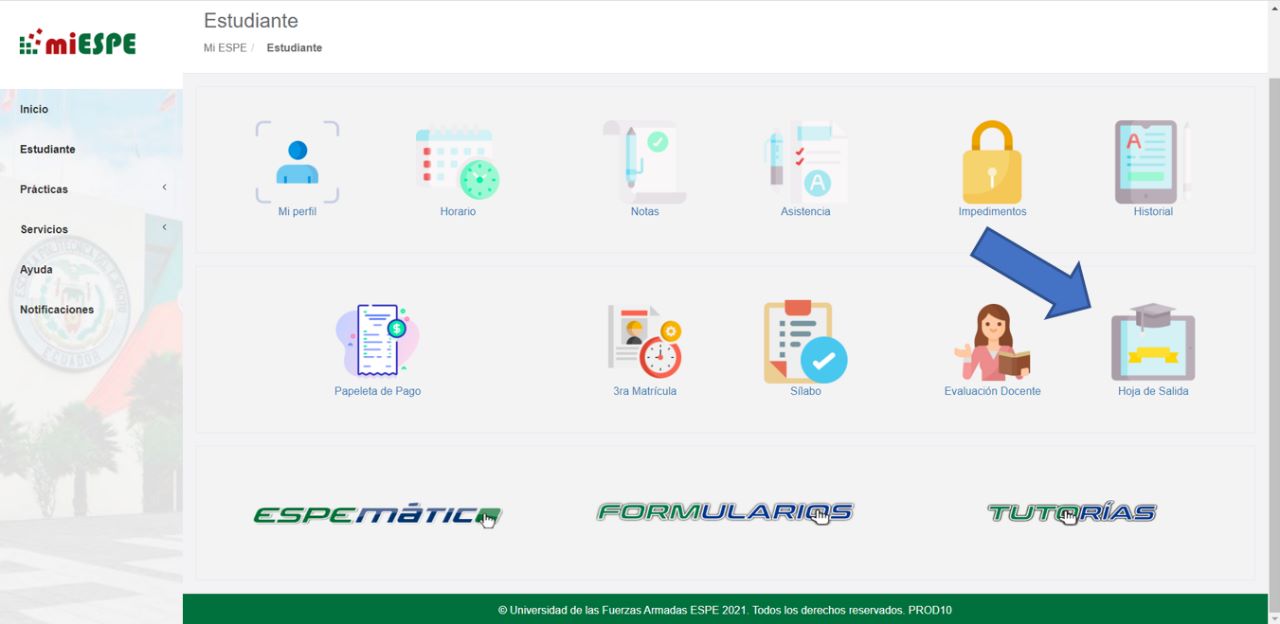 miESPE
Estudiante
Mi ESPE / Estudiante
Inicio
Estudiante
Prácticas
Servicios
Ayuda
Notificaciones
Mi perfil
Horario
Notas
Asistencia
Impedimentos
Historial
Papeleta de Pago
3ra Matrícula
Sílabo
Evaluación Docente
Hoja de Salida
ESPEmáTICO
FORMULARIOS
TUTORÍAS
© Universidad de las Fuerzas Armadas ESPE 2021. Todos los derechos reservados. PROD10
ECUADOR